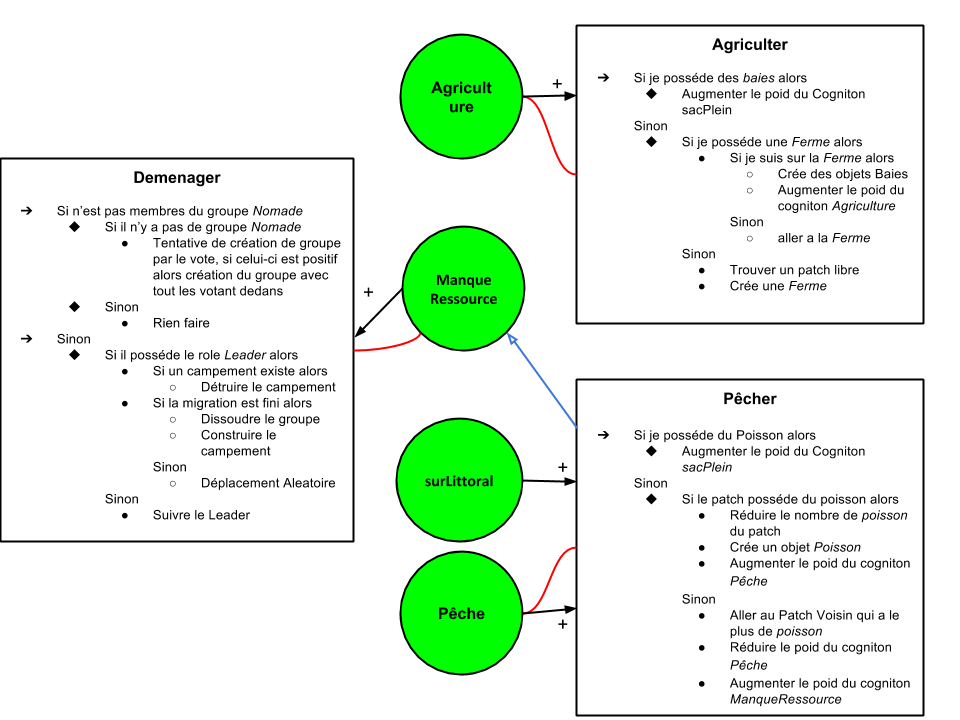 Agricult
ure
+
Agriculter
➔ Si je posséde des baies alors
◆ Augmenter le poid du Cogniton
sacPlein
Sinon
◆ Si je posséde une Ferme alors
● Si je suis sur la Ferme alors
○ Crée des objets Baies
○ Augmenter le poid du
cogniton Agriculture
Sinon
○ aller a la Ferme
Sinon
● Trouver un patch libre
● Crée une Ferme
Demenager
➔ Si n'est pas membres du groupe Nomade
◆ Si il n'y a pas de groupe Nomade
● Tentative de création de groupe
par le vote, si celui-ci est positif
alors création du groupe avec
tout les votant dedans
◆ Sinon
● Rien faire
➔ Sinon
◆ Si il posséde le role Leader alors
● Si un campement existe alors
○ Détruire le campement
● Si la migration est fini alors
○ Dissoudre le groupe
○ Construire le
campement
Sinon
○ Déplacement Aleatoire
Sinon
● Suivre le Leader
+
Manque
Ressource
surLittoral
+
Pêche
+
Pêcher
➔ Si je posséde du Poisson alors
◆ Augmenter le poid du Cogniton
sacPlein
Sinon
◆ Si le patch posséde du poisson alors
● Réduire le nombre de poisson
du patch
● Crée un objet Poisson
● Augmenter le poid du cogniton
Pêche
Sinon
● Aller au Patch Voisin qui a le
plus de poisson
● Réduire le poid du cogniton
Pêche
● Augmenter le poid du cogniton
ManqueRessource